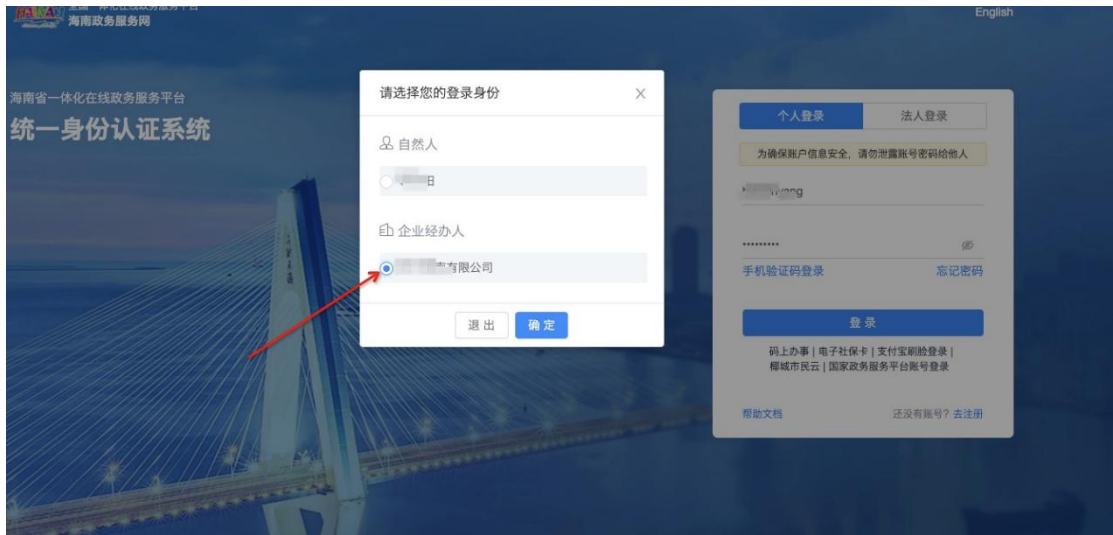 海南政务服务网
English
海南省一体化在线政务服务平台
统一身份认证系统
请选择您的登录身份
自然人
企业经办人
有限公司
退出 确定
个人登录 法人登录
为确保账户信息安全，请勿泄露账号密码给他人
手机验证码登录 忘记密码
登录
码上办事 | 电子社保卡 | 支付宝刷脸登录 |
椰城市民云 | 国家政务服务平台账号登录
帮助文档 还没有账号? 去注册